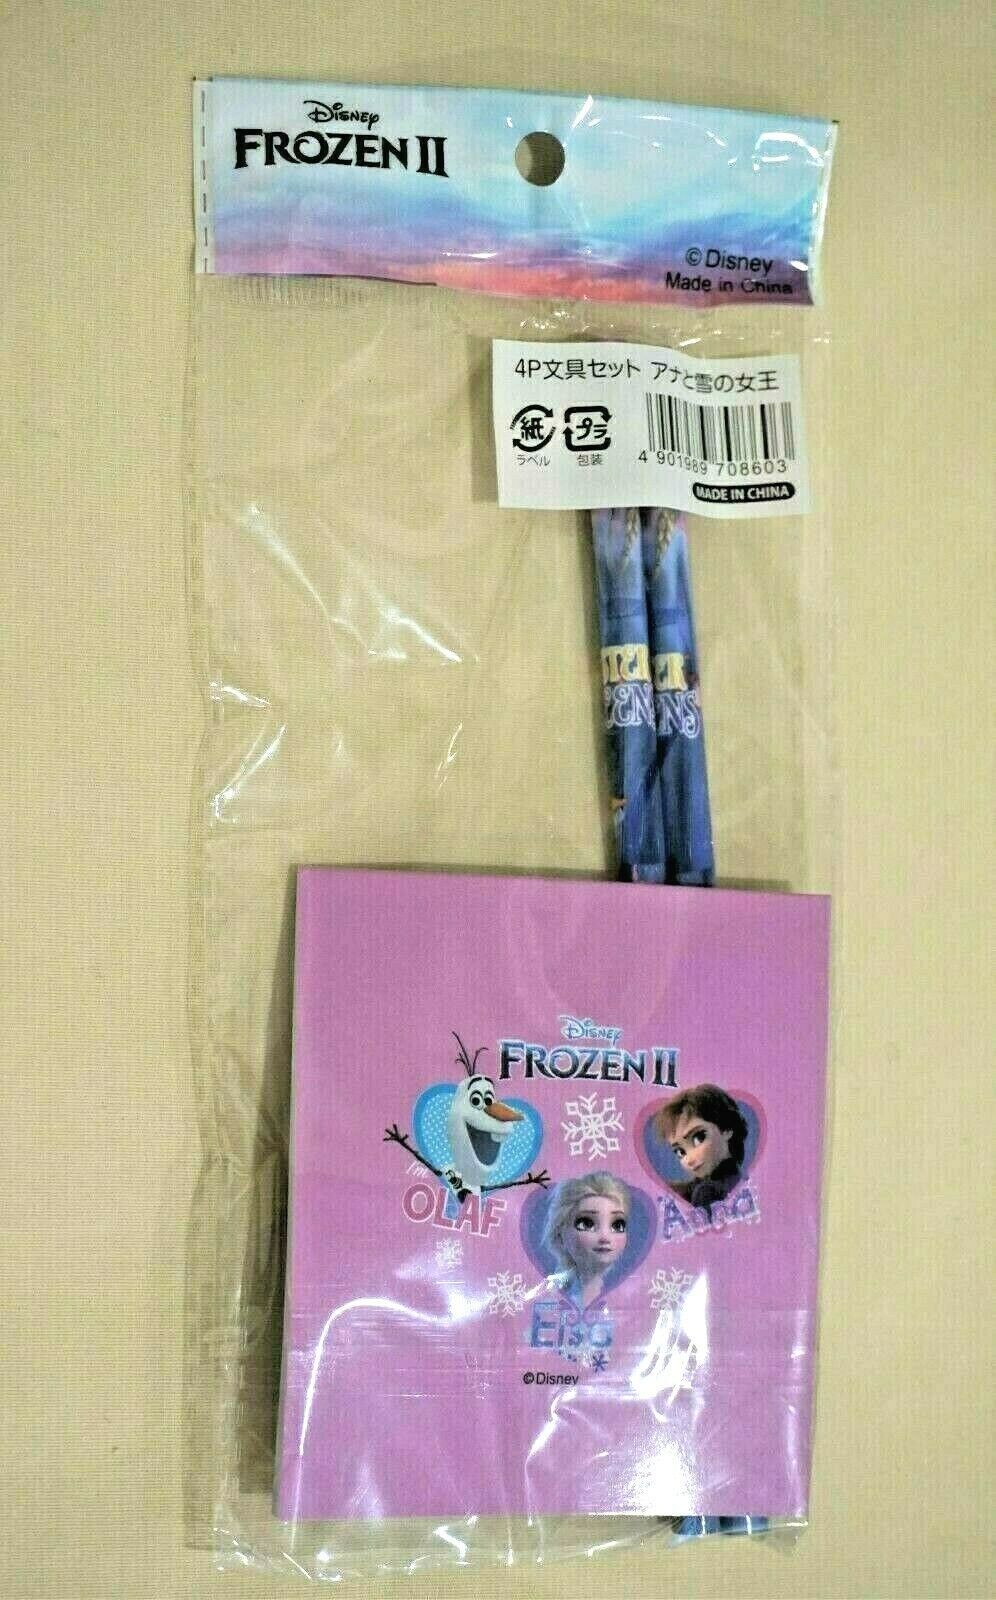 Disney
FROZEN II
©Disney
Made in China
4P文具セット アナと雪の女王
紙
プラ
ラベル
包装
4 901989 708603
MADE IN CHINA
Disney
FROZEN II
I'm
OLAF
Anna
Elsa
©Disney